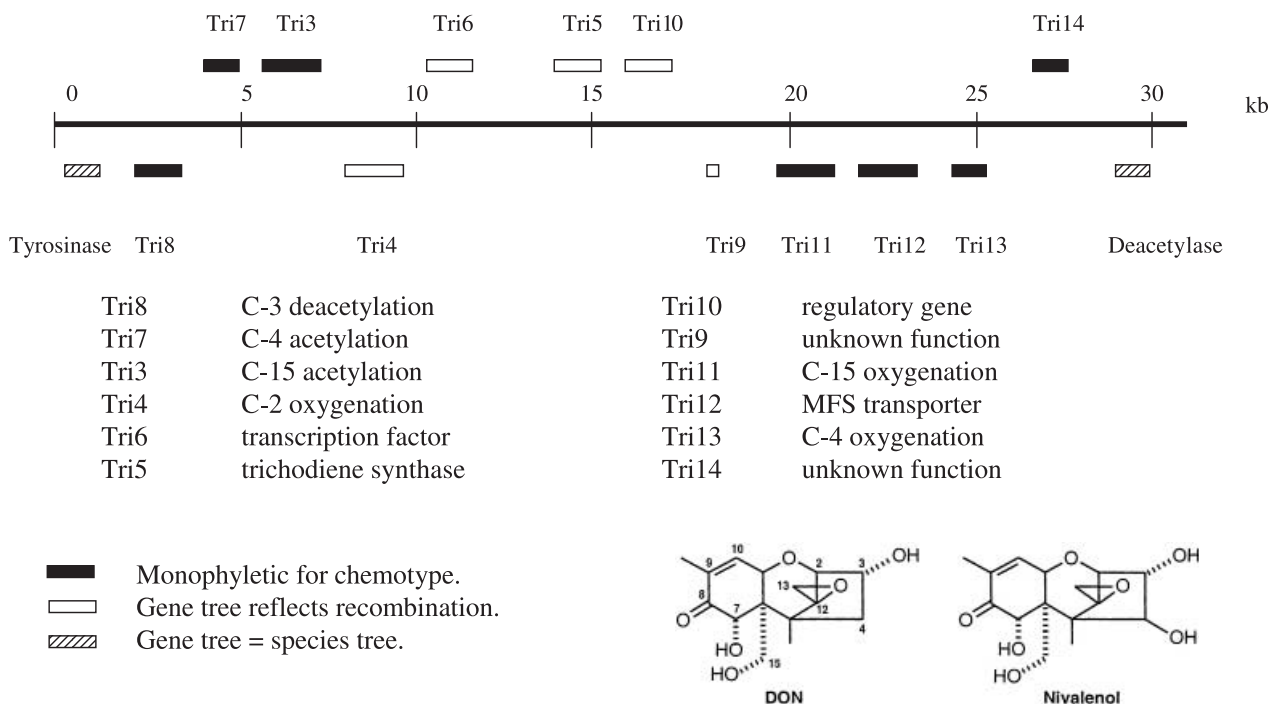 Tri7 Tri3 Tri6 Tri5 Tri10 Tri14
0 5 10 15 20 25 30 kb
Tyrosinase Tri8 Tri4 Tri9 Tri11 Tri12 Tri13 Deacetylase
Tri8 C-3 deacetylation
Tri7 C-4 acetylation
Tri3 C-15 acetylation
Tri4 C-2 oxygenation
Tri6 transcription factor
Tri5 trichodiene synthase
Tri10 regulatory gene
Tri9 unknown function
Tri11 C-15 oxygenation
Tri12 MFS transporter
Tri13 C-4 oxygenation
Tri14 unknown function
Monophyletic for chemotype.
Gene tree reflects recombination.
Gene tree = species tree.
10 O 2 3 OH
9 13 O
8 7 12
O 4
HO
HO 15
DON
O OH
O
O
HO OH
HO
Nivalenol